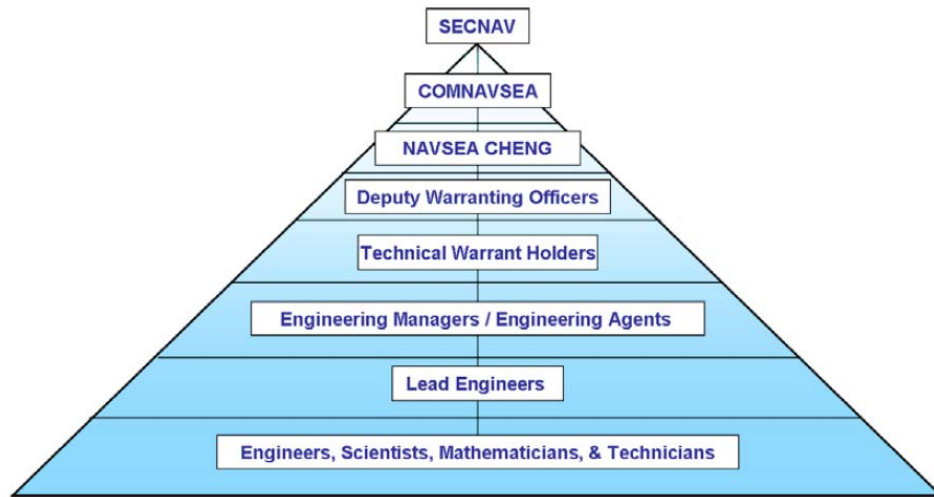 SECNAV
COMNAVSEA
NAVSEA CHENG
Deputy Warranting Officers
Technical Warrant Holders
Engineering Managers / Engineering Agents
Lead Engineers
Engineers, Scientists, Mathematicians, & Technicians